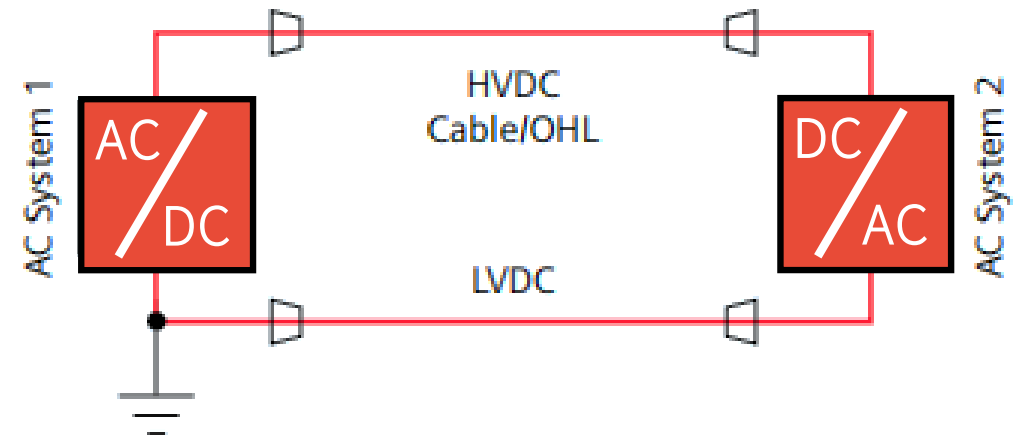 AC System 1
AC
DC
HVDC
Cable/OHL
LVDC
DC
AC
AC System 2